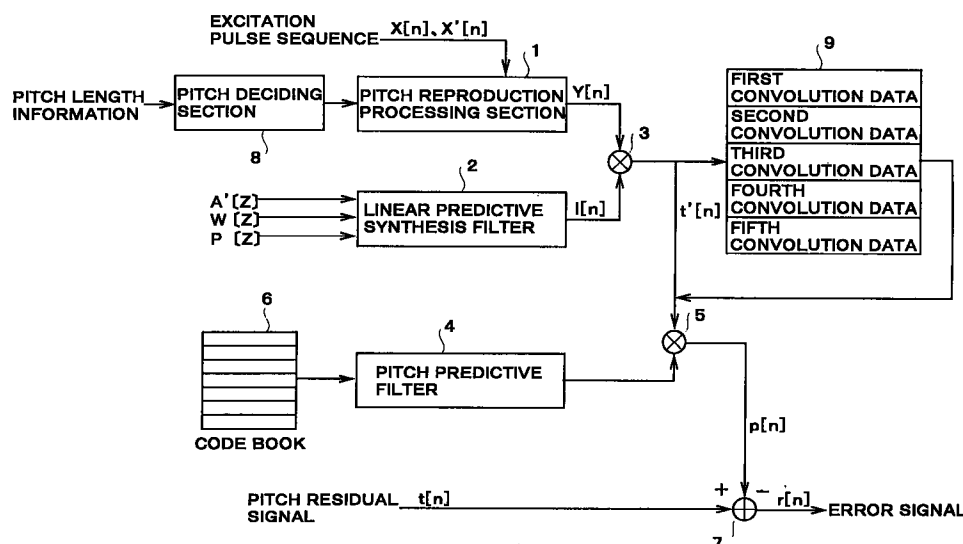 EXCITATION
PULSE SEQUENCE
X[n]、X'[n]
1
9
PITCH LENGTH
INFORMATION
PITCH DECIDING
SECTION
8
PITCH REPRODUCTION
PROCESSING SECTION
Y[n]
3
FIRST
CONVOLUTION DATA
SECOND
CONVOLUTION DATA
THIRD
CONVOLUTION DATA
FOURTH
CONVOLUTION DATA
FIFTH
CONVOLUTION DATA
2
A'[Z]
W [Z]
P [Z]
LINEAR PREDICTIVE
SYNTHESIS FILTER
I[n]
t'[n]
6
4
5
PITCH PREDICTIVE
FILTER
CODE BOOK
p[n]
PITCH RESIDUAL
SIGNAL
t[n]
+
−
r[n]
ERROR SIGNAL
7